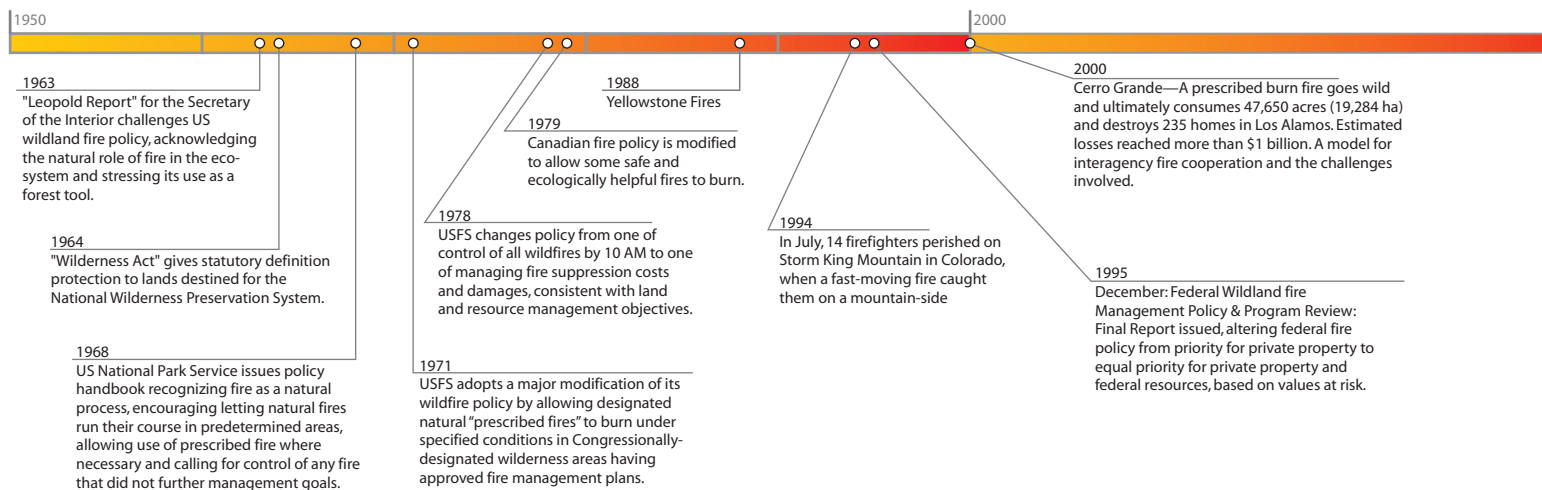 1950
2000
1963
"Leopold Report" for the Secretary
of the Interior challenges US
wildland fire policy, acknowledging
the natural role of fire in the eco-
system and stressing its use as a
forest tool.
1964
"Wilderness Act" gives statutory definition
protection to lands destined for the
National Wilderness Preservation System.
1968
US National Park Service issues policy
handbook recognizing fire as a natural
process, encouraging letting natural fires
run their course in predetermined areas,
allowing use of prescribed fire where
necessary and calling for control of any fire
that did not further management goals.
1971
USFS adopts a major modification of its
wildfire policy by allowing designated
natural “prescribed fires” to burn under
specified conditions in Congressionally-
designated wilderness areas having
approved fire management plans.
1978
USFS changes policy from one of
control of all wildfires by 10 AM to one
of managing fire suppression costs
and damages, consistent with land
and resource management objectives.
1979
Canadian fire policy is modified
to allow some safe and
ecologically helpful fires to burn.
1988
Yellowstone Fires
1994
In July, 14 firefighters perished on
Storm King Mountain in Colorado,
when a fast-moving fire caught
them on a mountain-side
1995
December: Federal Wildland fire
Management Policy & Program Review:
Final Report issued, altering federal fire
policy from priority for private property to
equal priority for private property and
federal resources, based on values at risk.
2000
Cerro Grande—A prescribed burn fire goes wild
and ultimately consumes 47,650 acres (19,284 ha)
and destroys 235 homes in Los Alamos. Estimated
losses reached more than $1 billion. A model for
interagency fire cooperation and the challenges
involved.